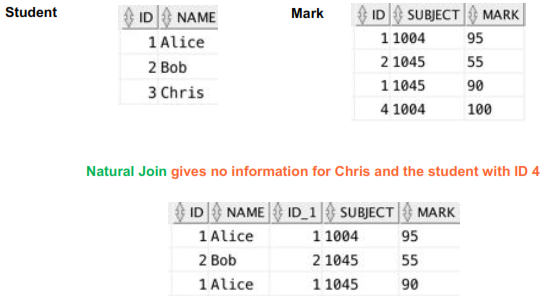 Student
ID NAME
1 Alice
2 Bob
3 Chris
Mark
ID SUBJECT MARK
1 1004 95
2 1045 55
1 1045 90
4 1004 100
Natural Join gives no information for Chris and the student with ID 4
ID NAME ID_1 SUBJECT MARK
1 Alice 1 1004 95
2 Bob 2 1045 55
1 Alice 1 1045 90